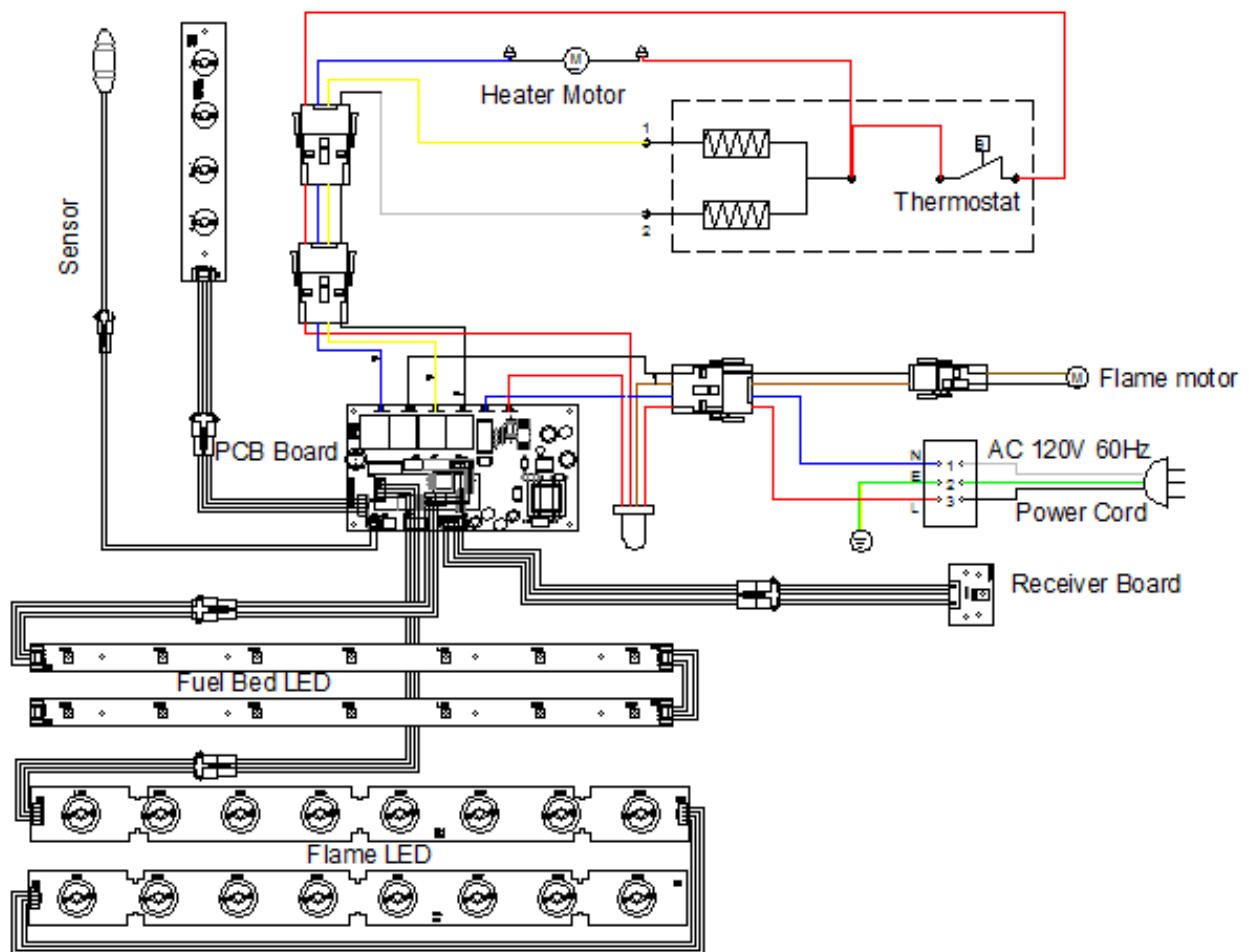 Heater Motor
M
1
2
Thermostat
Sensor
M
Flame motor
PCB Board
AC 120V 60Hz
N
1
E
2
L
3
Power Cord
Receiver Board
Fuel Bed LED
Flame LED